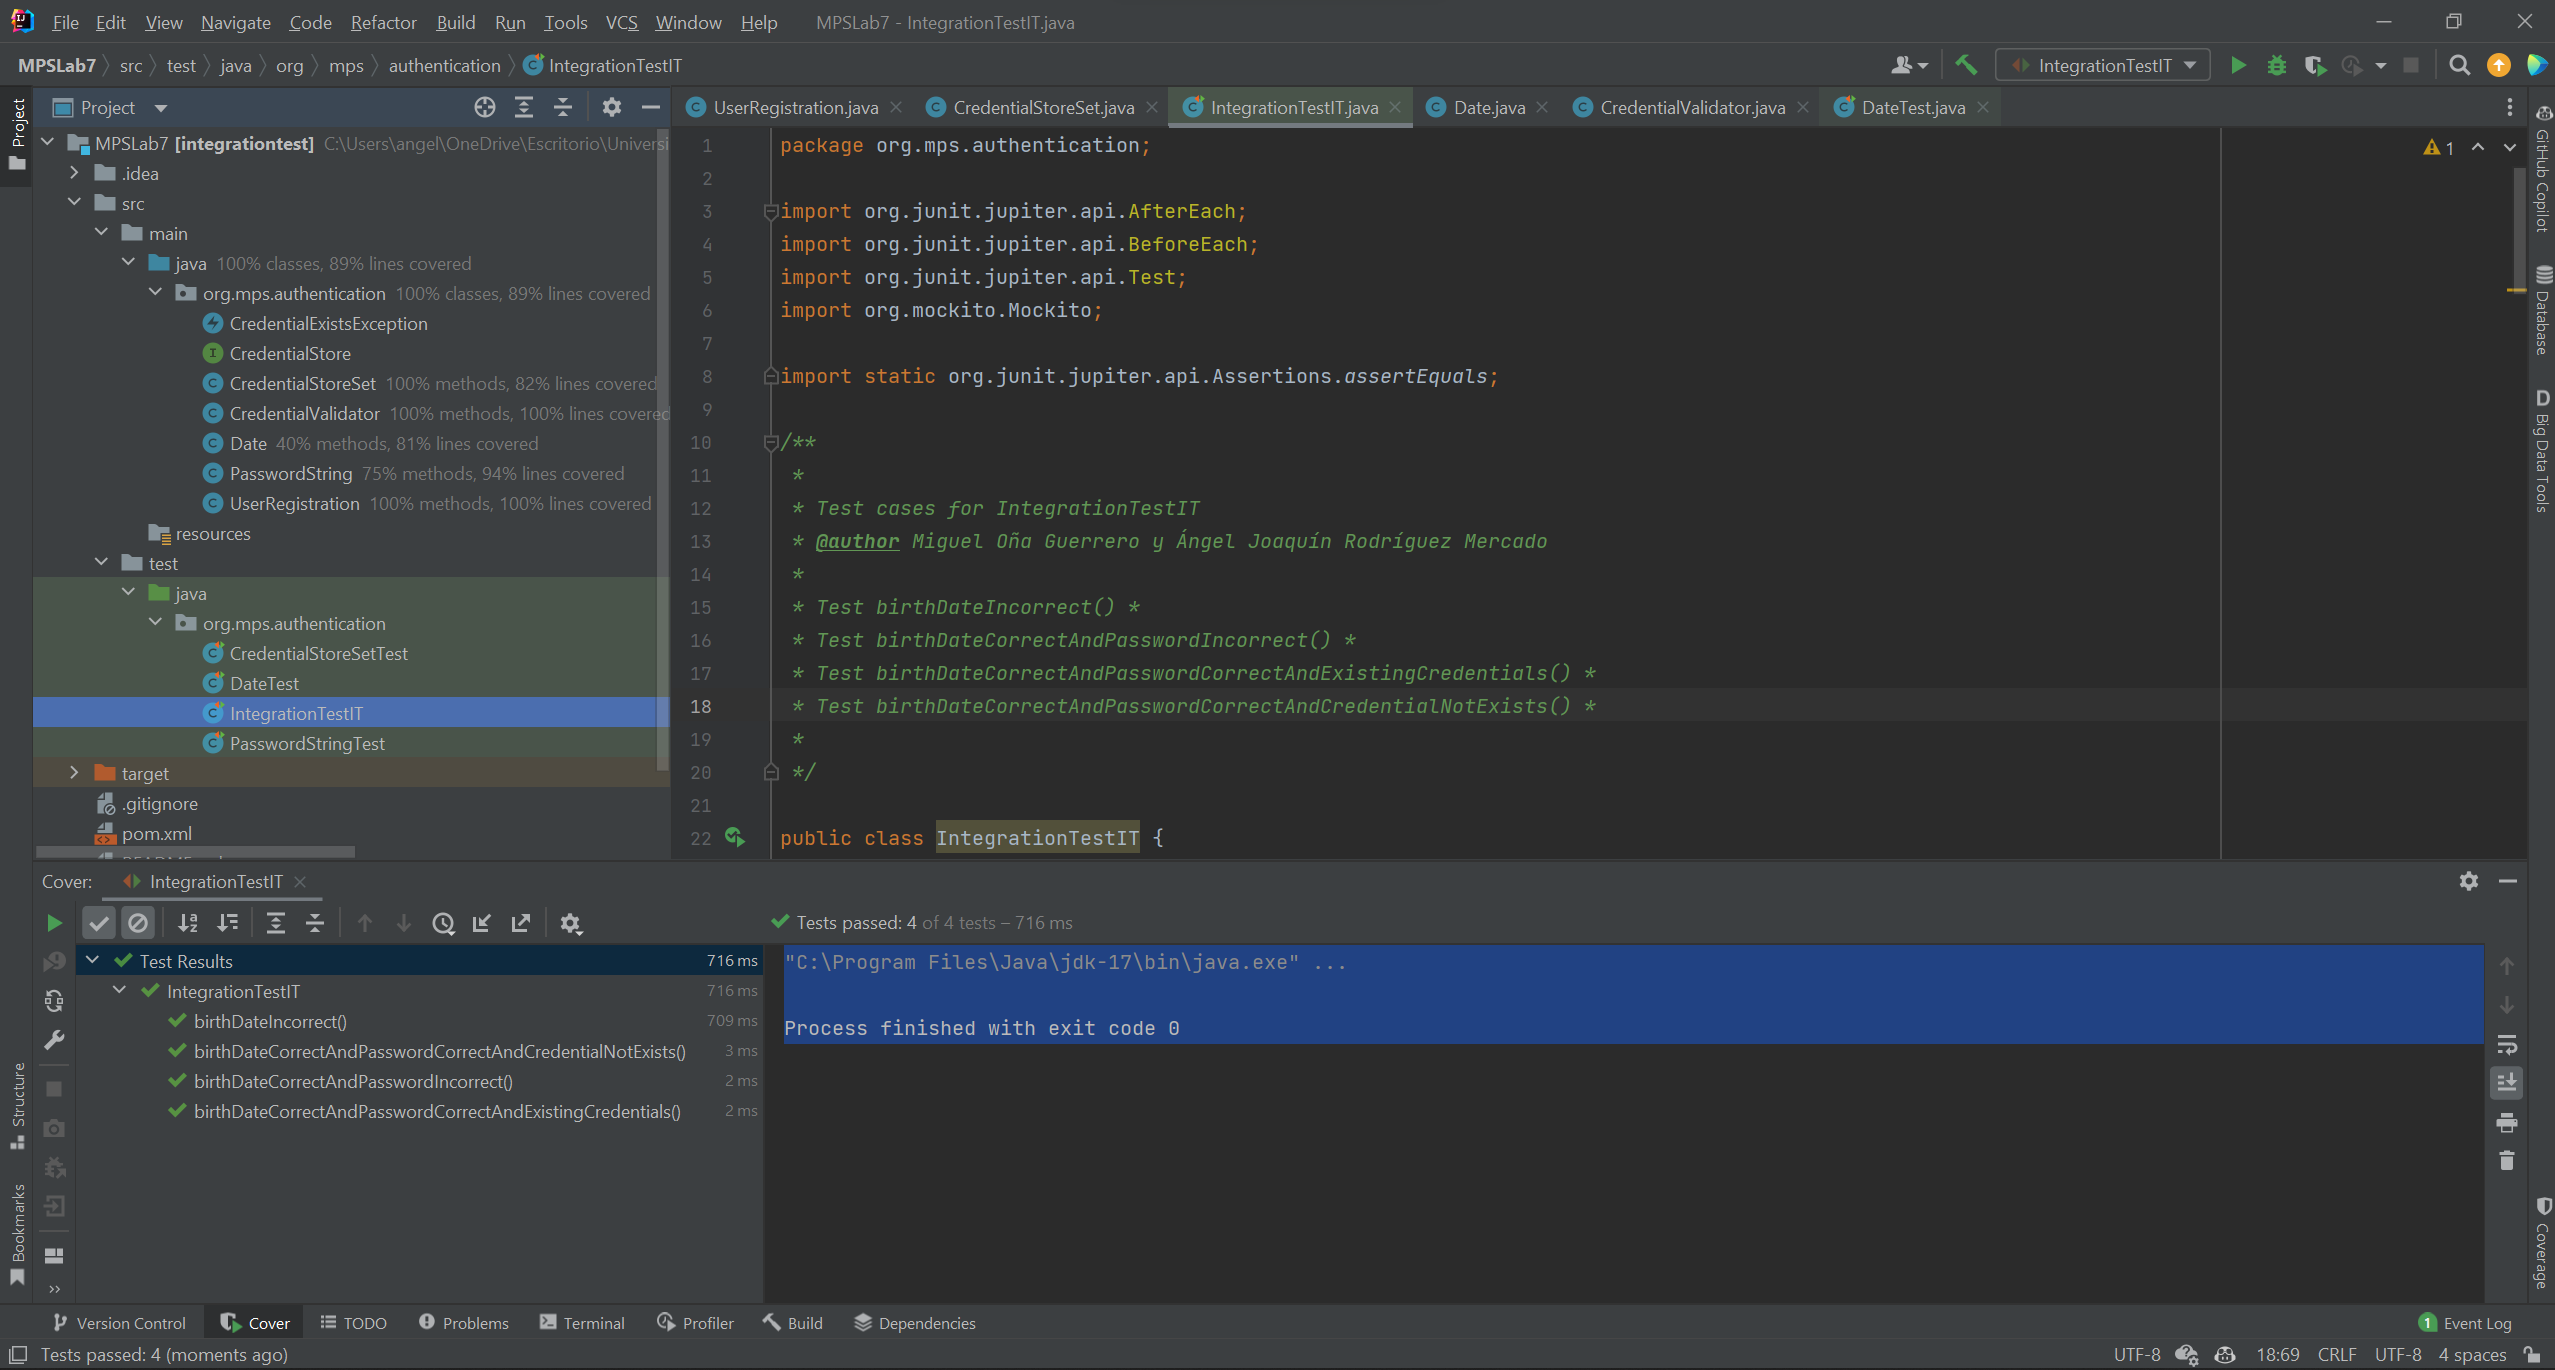 File Edit View Navigate Code Refactor Build Run Tools VCS Window Help MPSLab7 - IntegrationTestIT.java
MPSLab7 src test java org mps authentication IntegrationTestIT
IntegrationTestIT
Project
UserRegistration.java CredentialStoreSet.java IntegrationTestIT.java Date.java CredentialValidator.java DateTest.java
Project
Structure
Bookmarks
MPSLab7 [integrationtest] C:\Users\angel\OneDrive\Escritorio\Universi
.idea
src
main
java 100% classes, 89% lines covered
org.mps.authentication 100% classes, 89% lines covered
CredentialExistsException
CredentialStore
CredentialStoreSet 100% methods, 82% lines covered
CredentialValidator 100% methods, 100% lines covered
Date 40% methods, 81% lines covered
PasswordString 75% methods, 94% lines covered
UserRegistration 100% methods, 100% lines covered
resources
test
java
org.mps.authentication
CredentialStoreSetTest
DateTest
IntegrationTestIT
PasswordStringTest
target
.gitignore
pom.xml
1 package org.mps.authentication;
2
3 import org.junit.jupiter.api.AfterEach;
4 import org.junit.jupiter.api.BeforeEach;
5 import org.junit.jupiter.api.Test;
6 import org.mockito.Mockito;
7
8 import static org.junit.jupiter.api.Assertions.assertEquals;
9
10 /**
11 *
12 * Test cases for IntegrationTestIT
13 * @author Miguel Oña Guerrero y Ángel Joaquín Rodríguez Mercado
14 *
15 * Test birthDateIncorrect() *
16 * Test birthDateCorrectAndPasswordIncorrect() *
17 * Test birthDateCorrectAndPasswordCorrectAndExistingCredentials() *
18 * Test birthDateCorrectAndPasswordCorrectAndCredentialNotExists() *
19 *
20 */
21
22 public class IntegrationTestIT {
1
GitHub Copilot
Database
D Big Data Tools
Coverage
Cover: IntegrationTestIT
Tests passed: 4 of 4 tests – 716 ms
Test Results 716 ms
IntegrationTestIT 716 ms
birthDateIncorrect() 709 ms
birthDateCorrectAndPasswordCorrectAndCredentialNotExists() 3 ms
birthDateCorrectAndPasswordIncorrect() 2 ms
birthDateCorrectAndPasswordCorrectAndExistingCredentials() 2 ms
"C:\Program Files\Java\jdk-17\bin\java.exe" ...
Process finished with exit code 0
Version Control Cover TODO Problems Terminal Profiler Build Dependencies 1 Event Log
Tests passed: 4 (moments ago) UTF-8 18:69 CRLF UTF-8 4 spaces